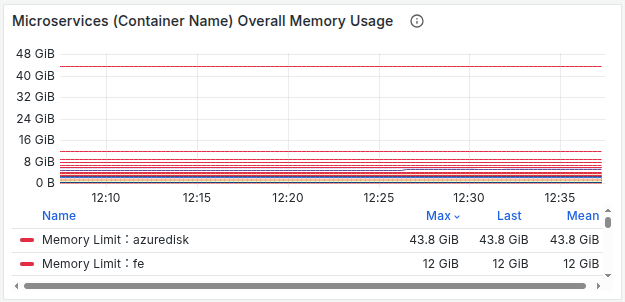 Microservices (Container Name) Overall Memory Usage
48 GiB
40 GiB
32 GiB
24 GiB
16 GiB
8 GiB
0 B
12:10 12:15 12:20 12:25 12:30 12:35
Name Max Last Mean
Memory Limit : azuredisk 43.8 GiB 43.8 GiB 43.8 GiB
Memory Limit : fe 12 GiB 12 GiB 12 GiB